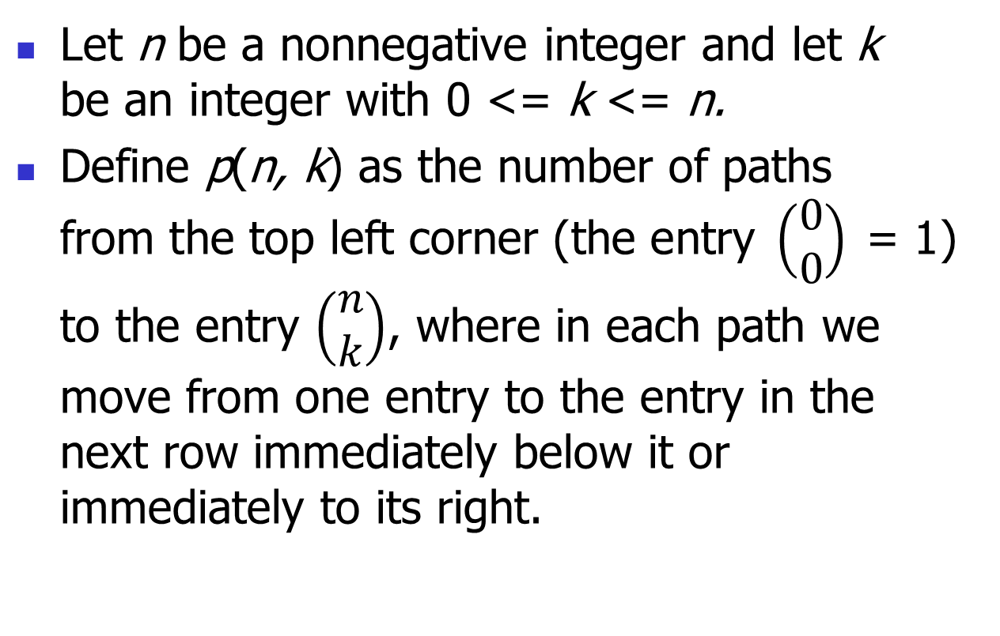 ▪ Let n be a nonnegative integer and let k
be an integer with 0 <= k <= n.
▪ Define p(n, k) as the number of paths
from the top left corner (the entry (0 0) = 1)
to the entry (n k), where in each path we
move from one entry to the entry in the
next row immediately below it or
immediately to its right.